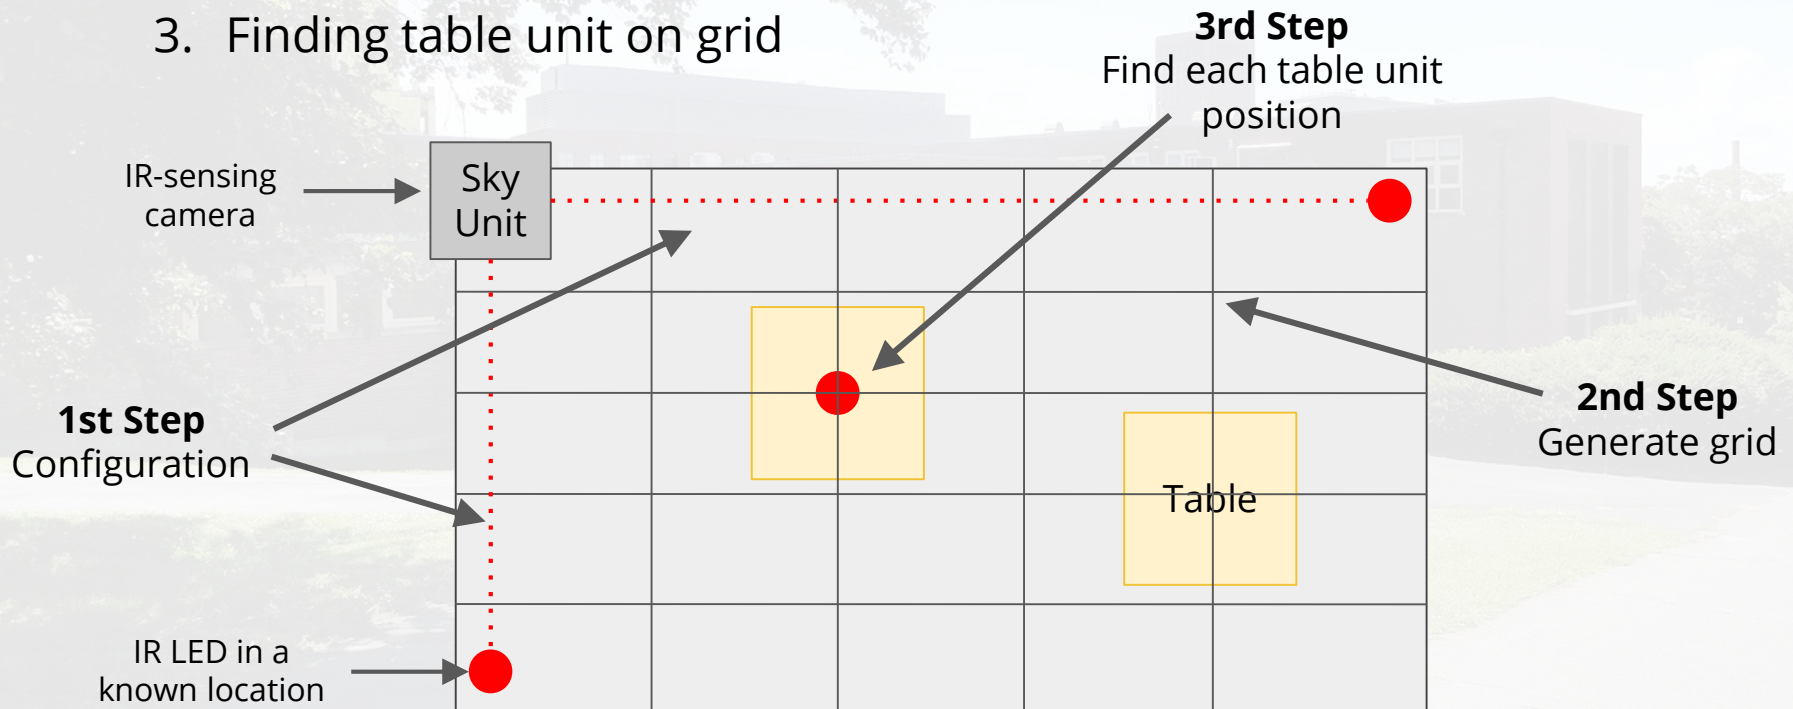 3. Finding table unit on grid
3rd Step
Find each table unit
position
IR-sensing
camera
Sky
Unit
1st Step
Configuration
2nd Step
Generate grid
Table
IR LED in a
known location